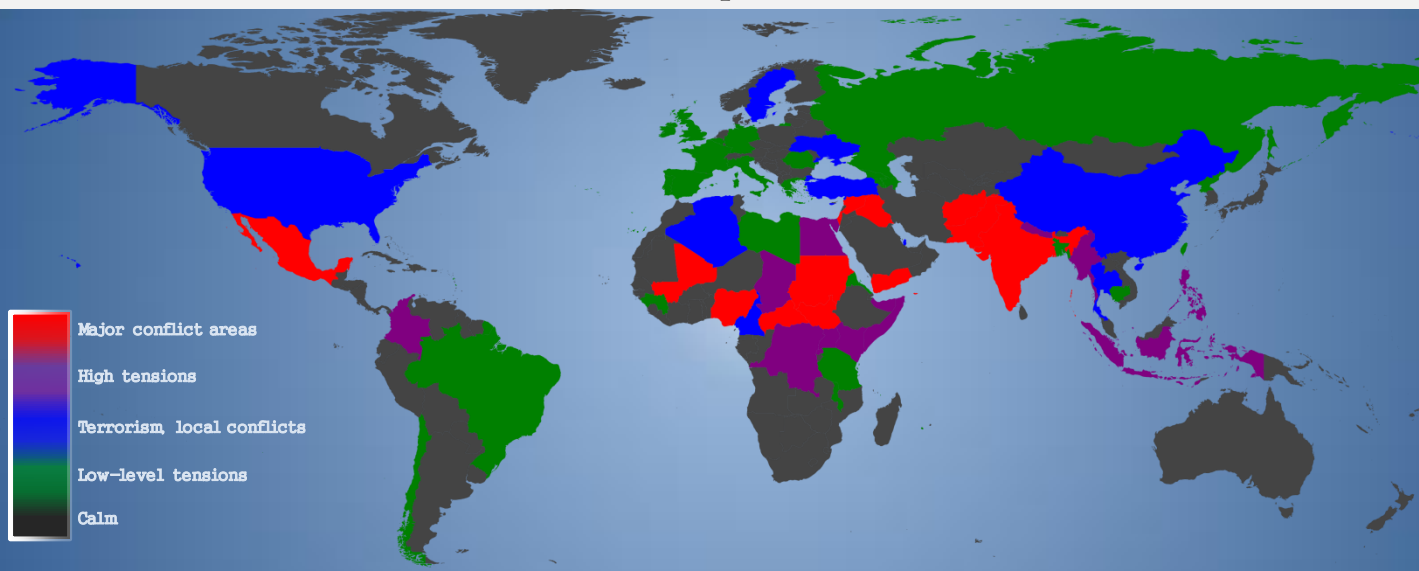 Major conflict areas
High tensions
Terrorism, local conflicts
Low-level tensions
Calm